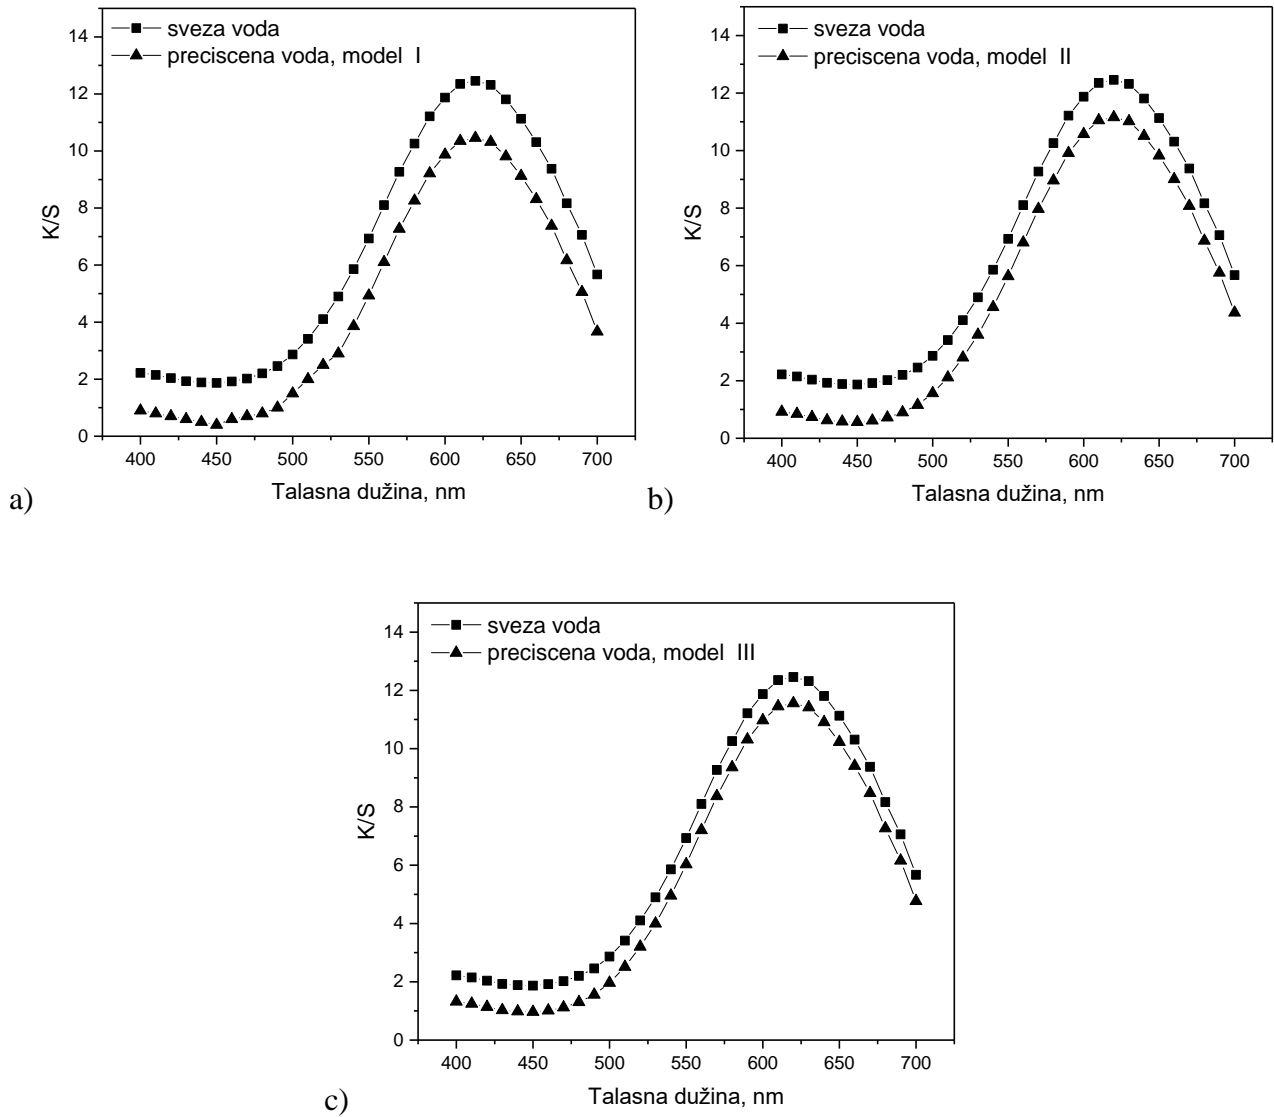 sveza voda
preciscena voda, model I
14
12
10
8
6
4
2
0
K/S
400 450 500 550 600 650 700
Talasna dužina, nm
a)
sveza voda
preciscena voda, model II
14
12
10
8
6
4
2
0
K/S
400 450 500 550 600 650 700
Talasna dužina, nm
b)
sveza voda
preciscena voda, model III
14
12
10
8
6
4
2
0
K/S
400 450 500 550 600 650 700
Talasna dužina, nm
c)